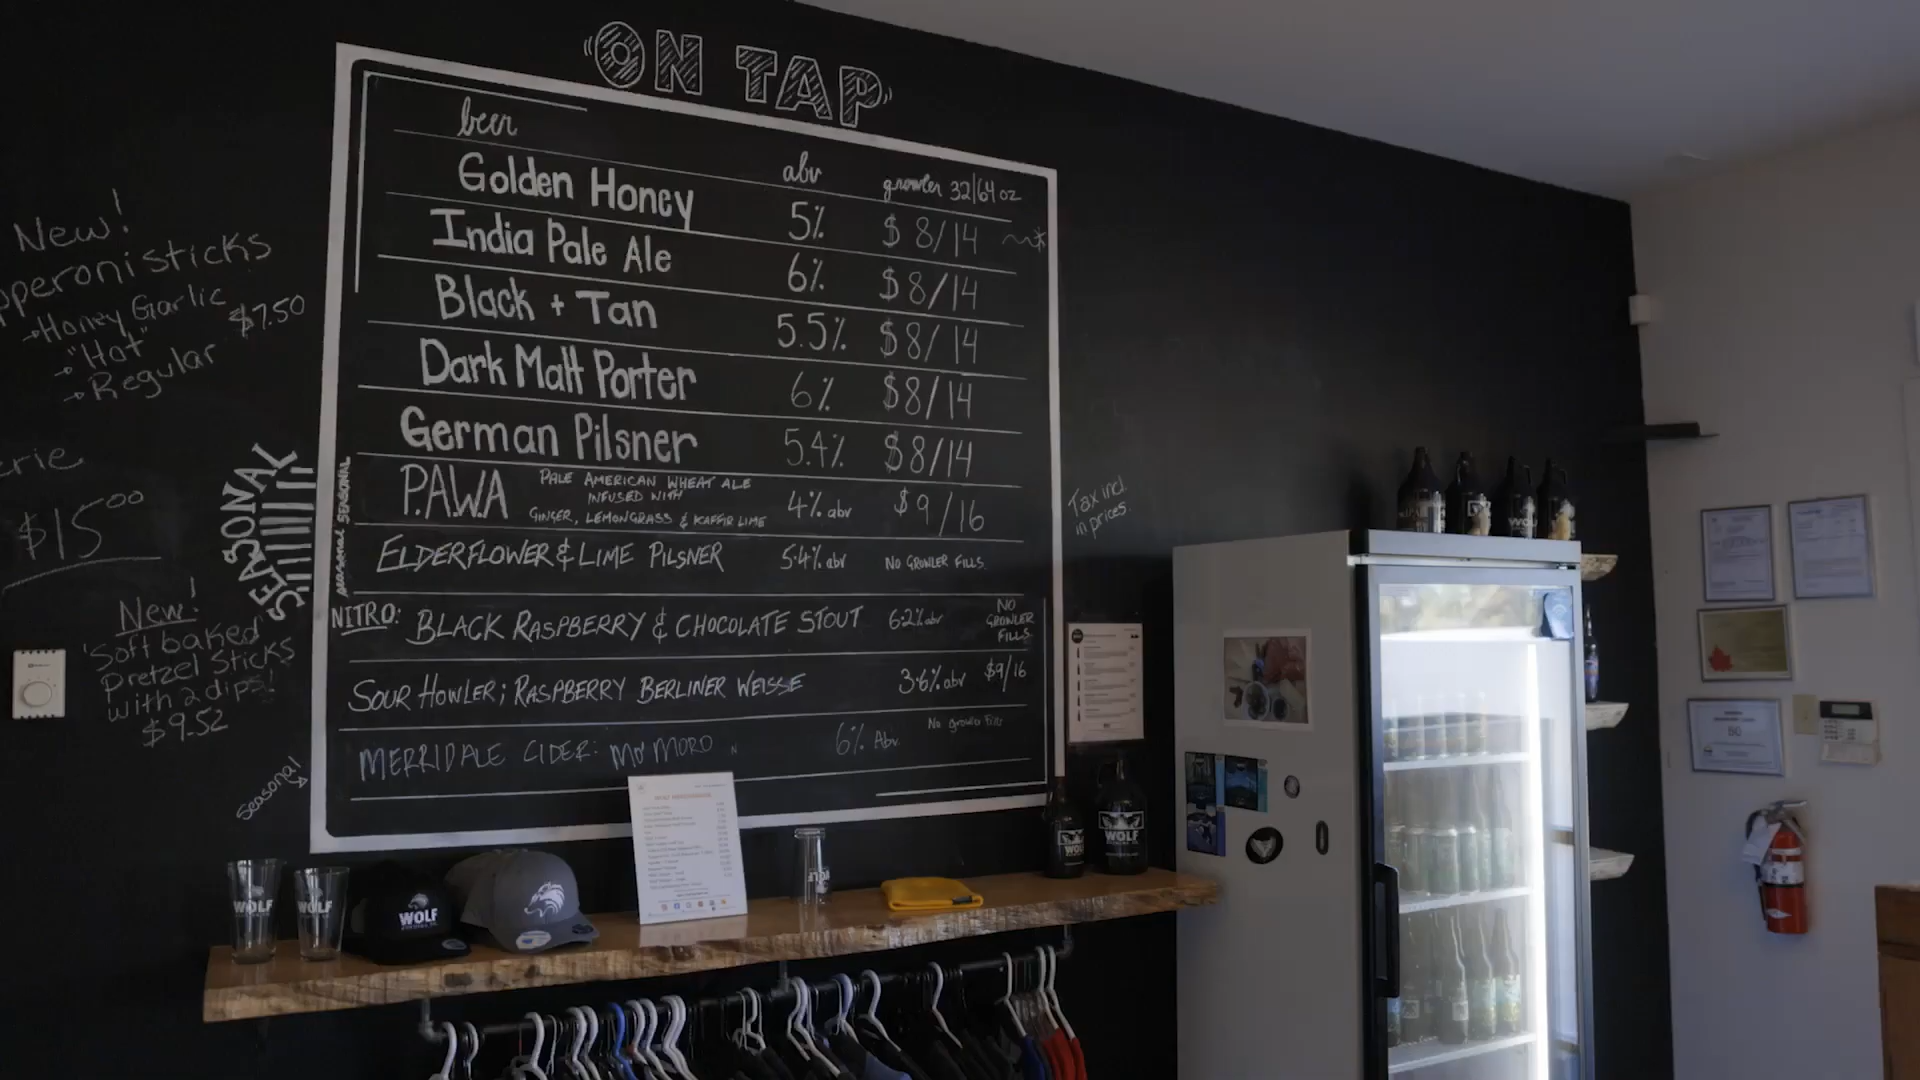 ON TAP
beer abv growler 32/64 oz
Golden Honey 5% $8/14
India Pale Ale 6% $8/14
Black + Tan 5.5% $8/14
Dark Malt Porter 6% $8/14
German Pilsner 5.4% $8/14
P.A.W.A PALE AMERICAN WHEAT ALE
INFUSED WITH
GINGER, LEMONGRASS & KAFFIR LIME 4% abv $9/16
ELDERFLOWER & LIME PILSNER 5.4% abv NO GROWLER FILLS
NITRO: BLACK RASPBERRY & CHOCOLATE STOUT 6.2% abv NO
GROWLER
FILLS
SOUR HOWLER; RASPBERRY BERLINER WEISSE 3.6% abv $9/16
MERRIDALE CIDER: 6% Abv No growler Fills
SEASONAL
seasonal SEASONAL
seasonal
New!
sticks
Honey Garlic
"Hot"
Regular
$7.50
$15.00
New!
Soft baked
Pretzel Sticks
with 2 dips!
$9.52
Tax incl.
in prices.
WOLF
WOLF
WOLF
WOLF
WOLF
50